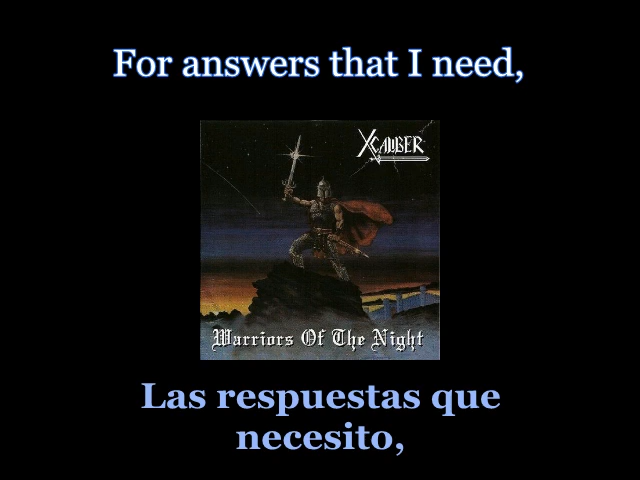 For answers that I need,
XCALIBER
Warriors Of The Night
Las respuestas que
necesito,